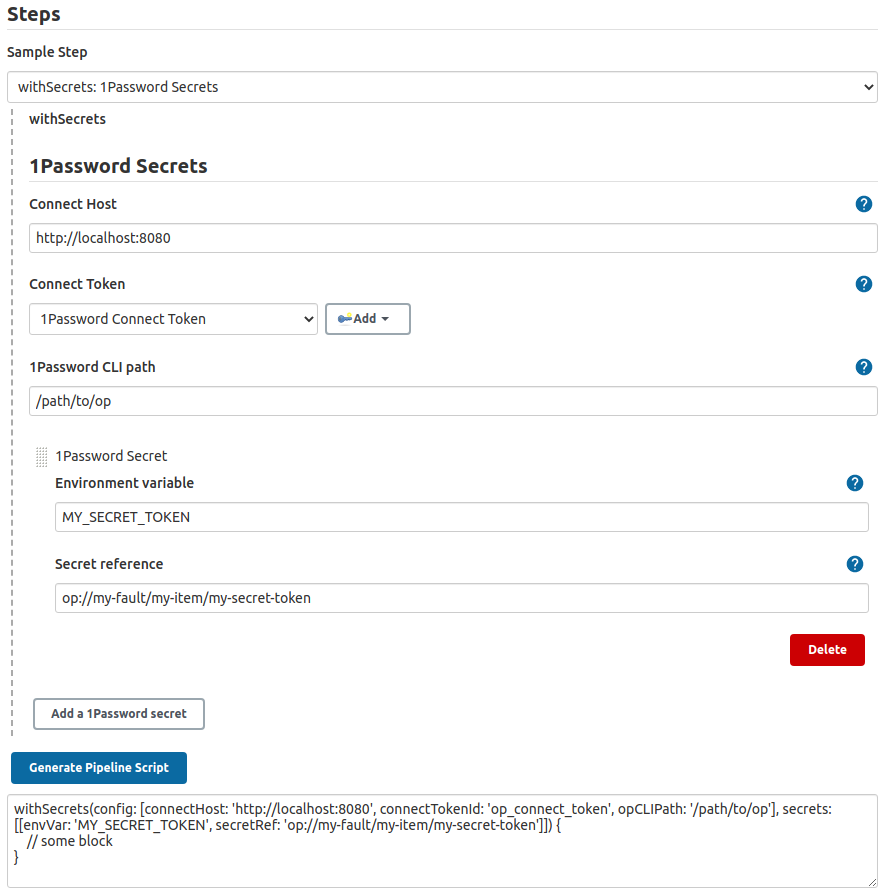 Steps
Sample Step
withSecrets: 1Password Secrets
withSecrets
1Password Secrets
Connect Host
?
http://localhost:8080
Connect Token
?
1Password Connect Token
Add
1Password CLI path
?
/path/to/op
1Password Secret
Environment variable
?
MY_SECRET_TOKEN
Secret reference
?
op://my-fault/my-item/my-secret-token
Delete
Add a 1Password secret
Generate Pipeline Script
withSecrets(config: [connectHost: 'http://localhost:8080', connectTokenId: 'op_connect_token', opCLIPath: '/path/to/op'], secrets:
[[envVar: 'MY_SECRET_TOKEN', secretRef: 'op://my-fault/my-item/my-secret-token']]) {
    // some block
}